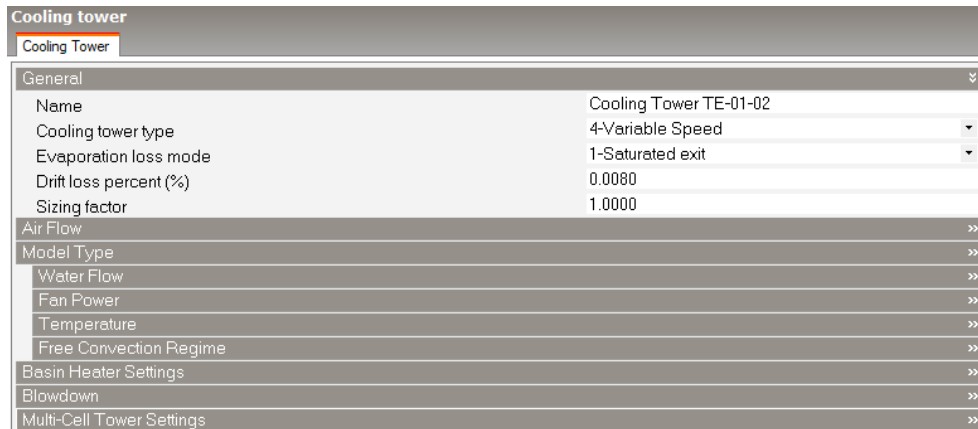 Cooling tower
Cooling Tower
General
Name Cooling Tower TE-01-02
Cooling tower type 4-Variable Speed
Evaporation loss mode 1-Saturated exit
Drift loss percent (%) 0.0080
Sizing factor 1.0000
Air Flow
Model Type
Water Flow
Fan Power
Temperature
Free Convection Regime
Basin Heater Settings
Blowdown
Multi-Cell Tower Settings